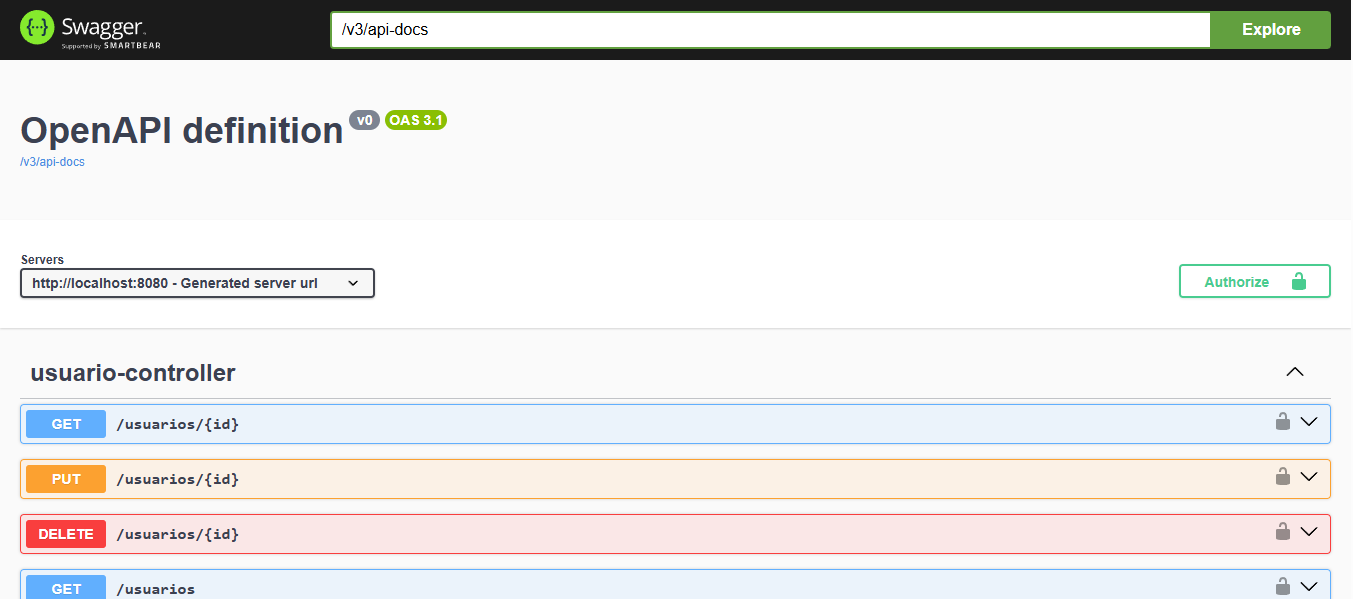 {···} Swagger.
Supported by SMARTBEAR
/v3/api-docs
Explore
OpenAPI definition v0 OAS 3.1
/v3/api-docs
Servers
http://localhost:8080 - Generated server url
Authorize
usuario-controller
GET /usuarios/{id}
PUT /usuarios/{id}
DELETE /usuarios/{id}
GET /usuarios